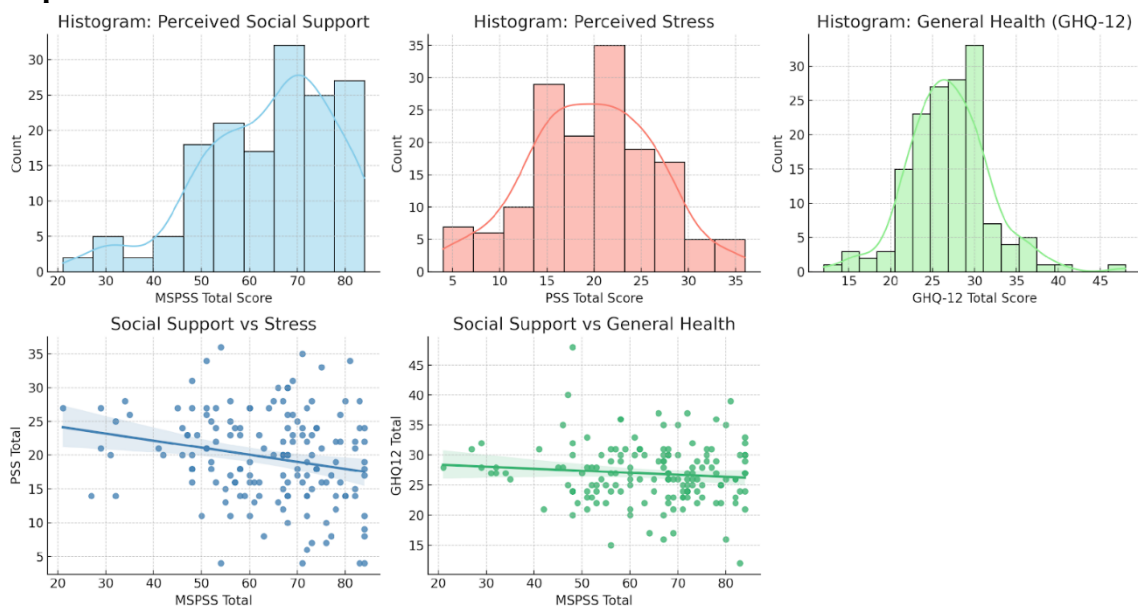 Histogram: Perceived Social Support
Histogram: Perceived Stress
Histogram: General Health (GHQ-12)
Count
30
25
20
15
10
5
0
20 30 40 50 60 70 80
MSPSS Total Score
Count
35
30
25
20
15
10
5
0
5 10 15 20 25 30 35
PSS Total Score
Count
30
25
20
15
10
5
0
15 20 25 30 35 40 45
GHQ-12 Total Score
Social Support vs Stress
Social Support vs General Health
PSS Total
35
30
25
20
15
10
5
20 30 40 50 60 70 80
MSPSS Total
GHQ12 Total
45
40
35
30
25
20
15
20 30 40 50 60 70 80
MSPSS Total